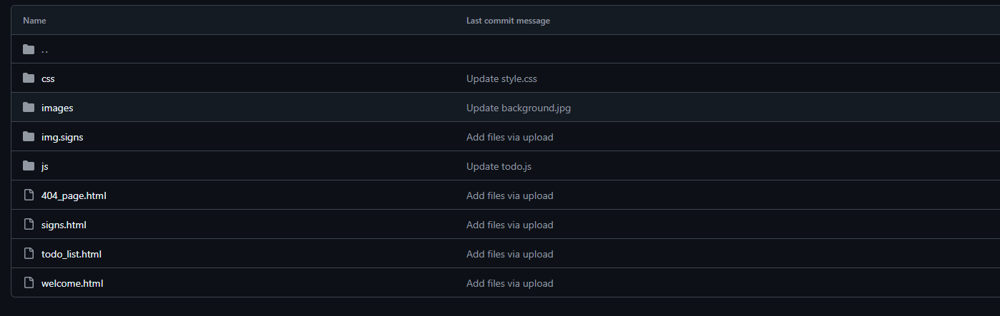 Name Last commit message
..
css Update style.css
images Update background.jpg
img.signs Add files via upload
js Update todo.js
404_page.html Add files via upload
signs.html Add files via upload
todo_list.html Add files via upload
welcome.html Add files via upload